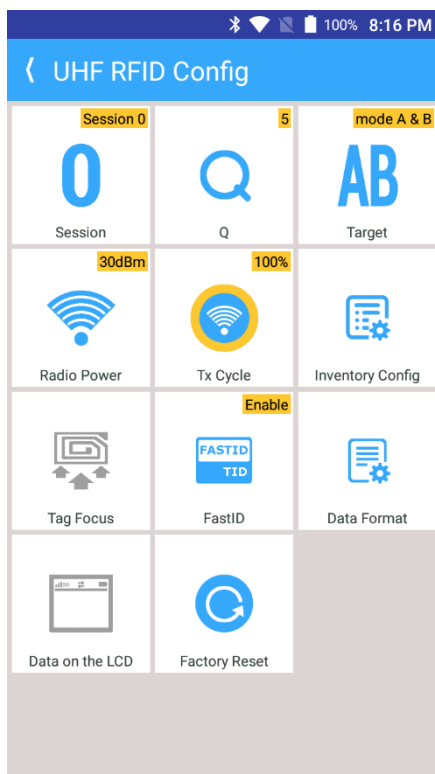 100% 8:16 PM
UHF RFID Config
Session 0
5
mode A & B
0
Q
AB
Session
Q
Target
30dBm
100%
Radio Power
Tx Cycle
Inventory Config
Enable
FASTID
TID
Tag Focus
FastID
Data Format
Data on the LCD
Factory Reset